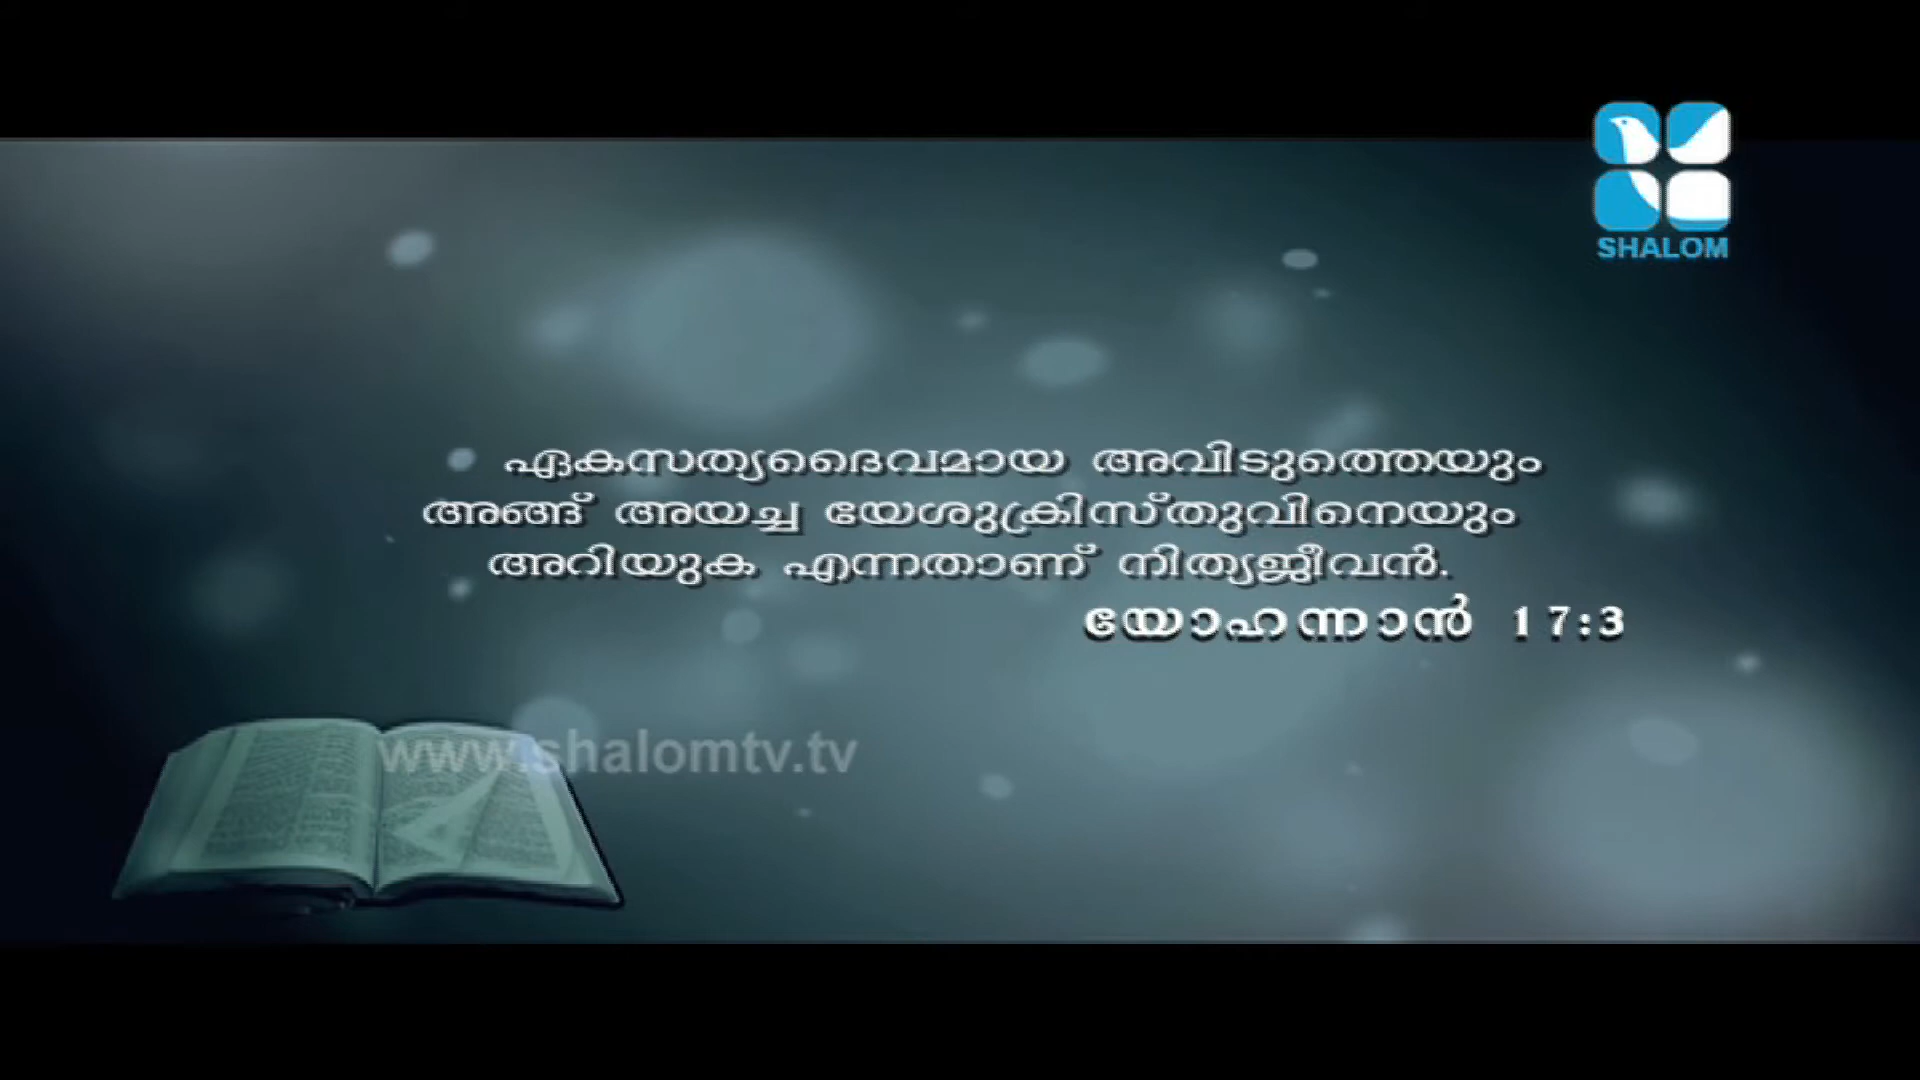 SHALOM
ഏകസത്യദൈവമായ അവിടുത്തെയും
അങ്ങ് അയച്ച യേശുക്രിസ്തുവിനെയും
അറിയുക എന്നതാണ് നിത്യജീവൻ.
യോഹന്നാൻ 17:3
www.shalomtv.tv